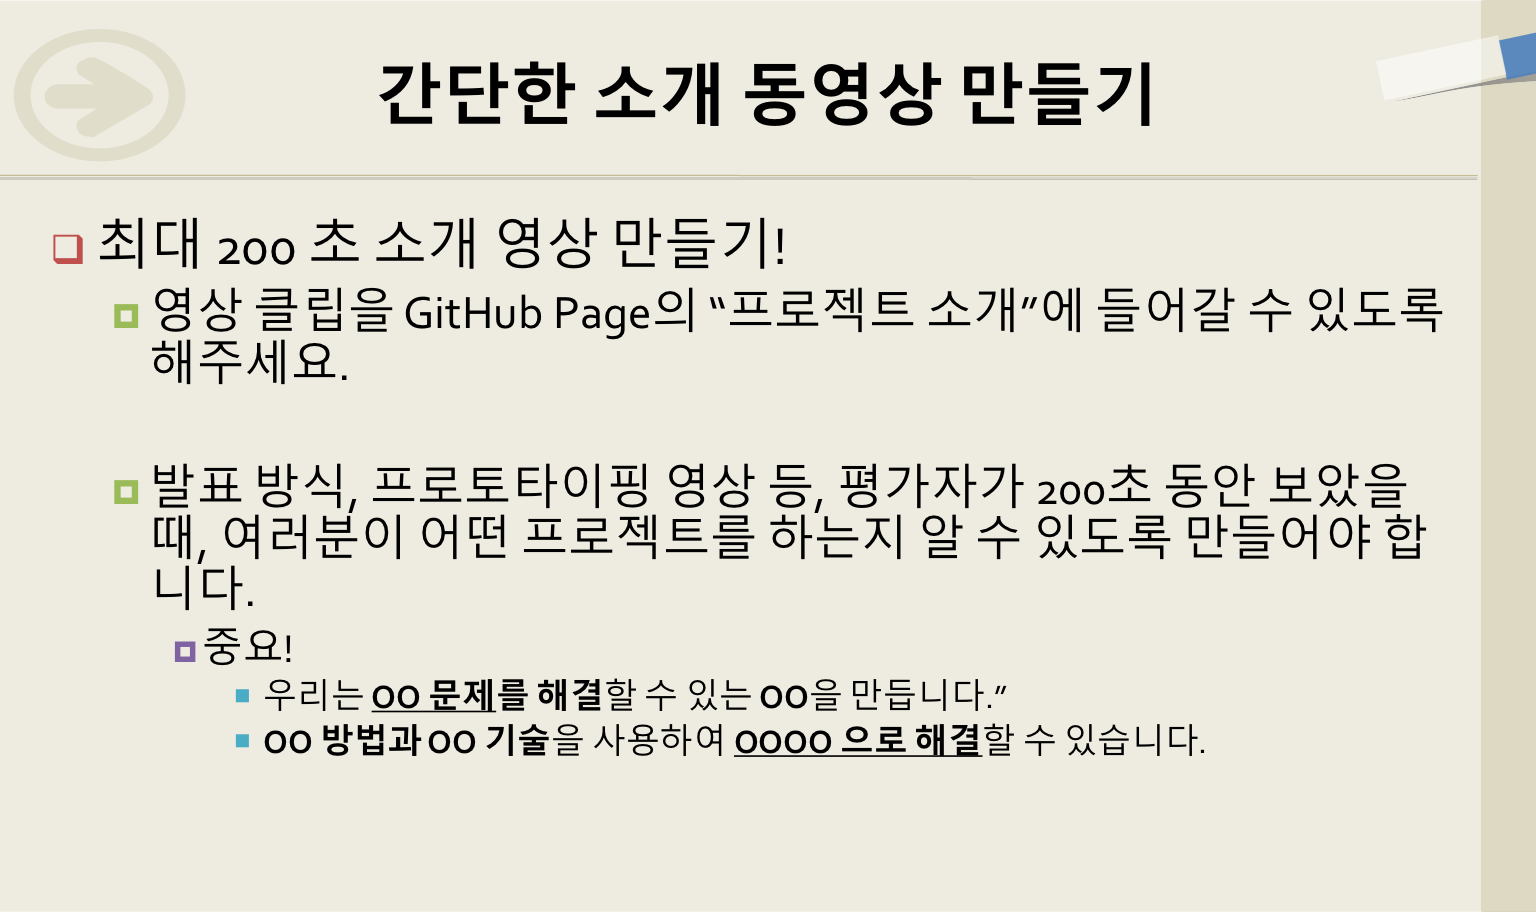 간단한 소개 동영상 만들기
최대 200 초 소개 영상 만들기!
영상 클립을 GitHub Page의 “프로젝트 소개”에 들어갈 수 있도록
해주세요.
발표 방식, 프로토타이핑 영상 등, 평가자가 200초 동안 보았을
때, 여러분이 어떤 프로젝트를 하는지 알 수 있도록 만들어야 합
니다.
중요!
우리는 OO 문제를 해결할 수 있는 OO을 만듭니다.”
OO 방법과 OO 기술을 사용하여 OOOO 으로 해결할 수 있습니다.